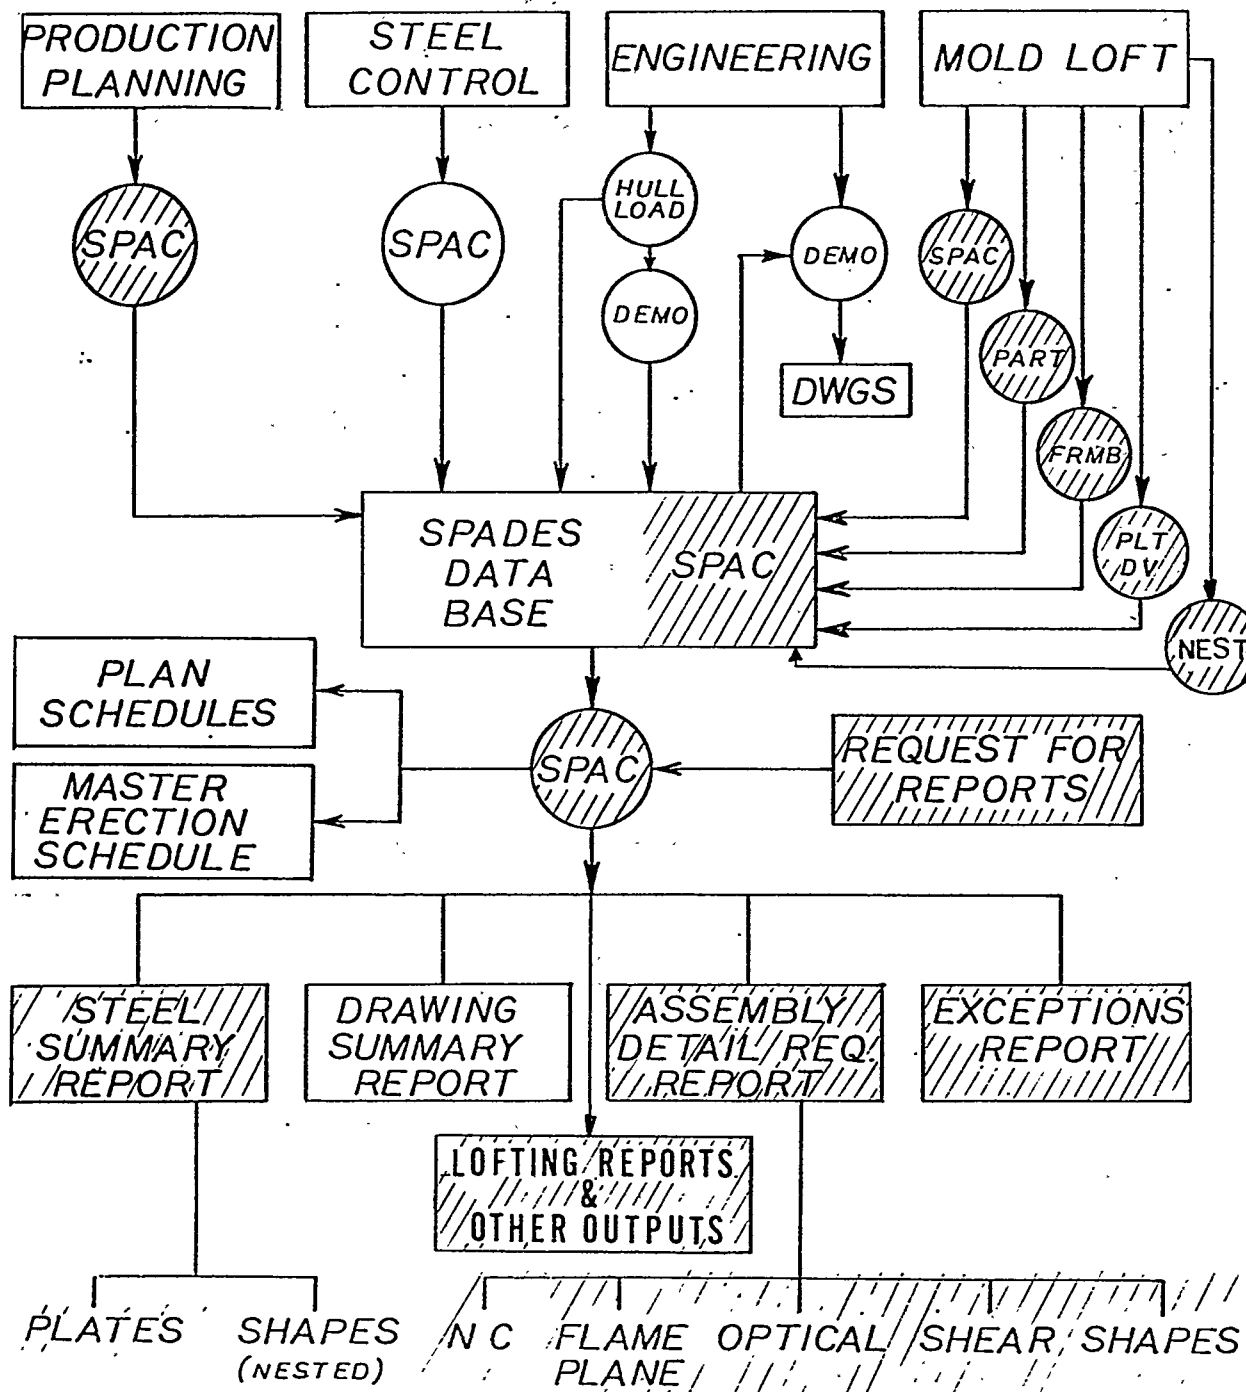 PRODUCTION
PLANNING
STEEL
CONTROL
ENGINEERING
MOLD LOFT
SPAC
SPAC
HULL
LOAD
DEMO
DEMO
DWGS
SPAC
PART
FRMB
PLT
DV
NEST
SPADES
DATA
BASE
SPAC
PLAN
SCHEDULES
MASTER
ERECTION
SCHEDULE
SPAC
REQUEST FOR
REPORTS
STEEL
SUMMARY
REPORT
DRAWING
SUMMARY
REPORT
ASSEMBLY
DETAIL REQ.
REPORT
EXCEPTIONS
REPORT
LOFTING REPORTS
&
OTHER OUTPUTS
PLATES
SHAPES
(NESTED)
N C
FLAME
PLANE
OPTICAL
SHEAR
SHAPES